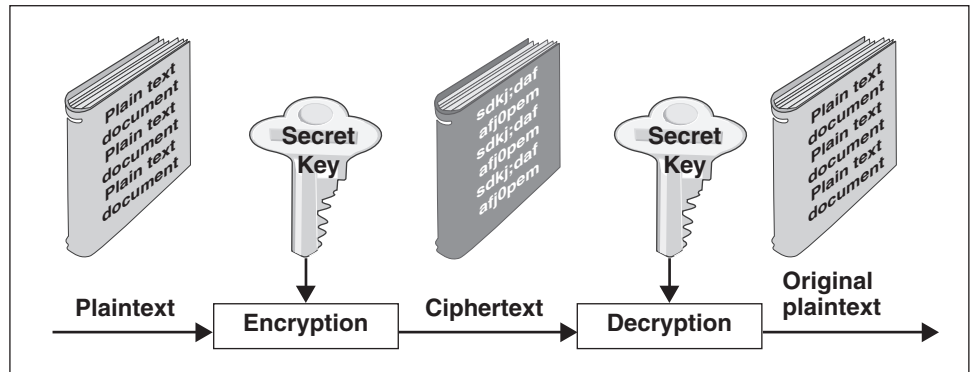 Plain text
document
Plain text
document
Plain text
document
Secret
Key
sdkj;daf
afj0pem
sdkj;daf
afj0pem
sdkj;daf
afj0pem
Secret
Key
Plain text
document
Plain text
document
Plain text
document
Plaintext
Encryption
Ciphertext
Decryption
Original
plaintext